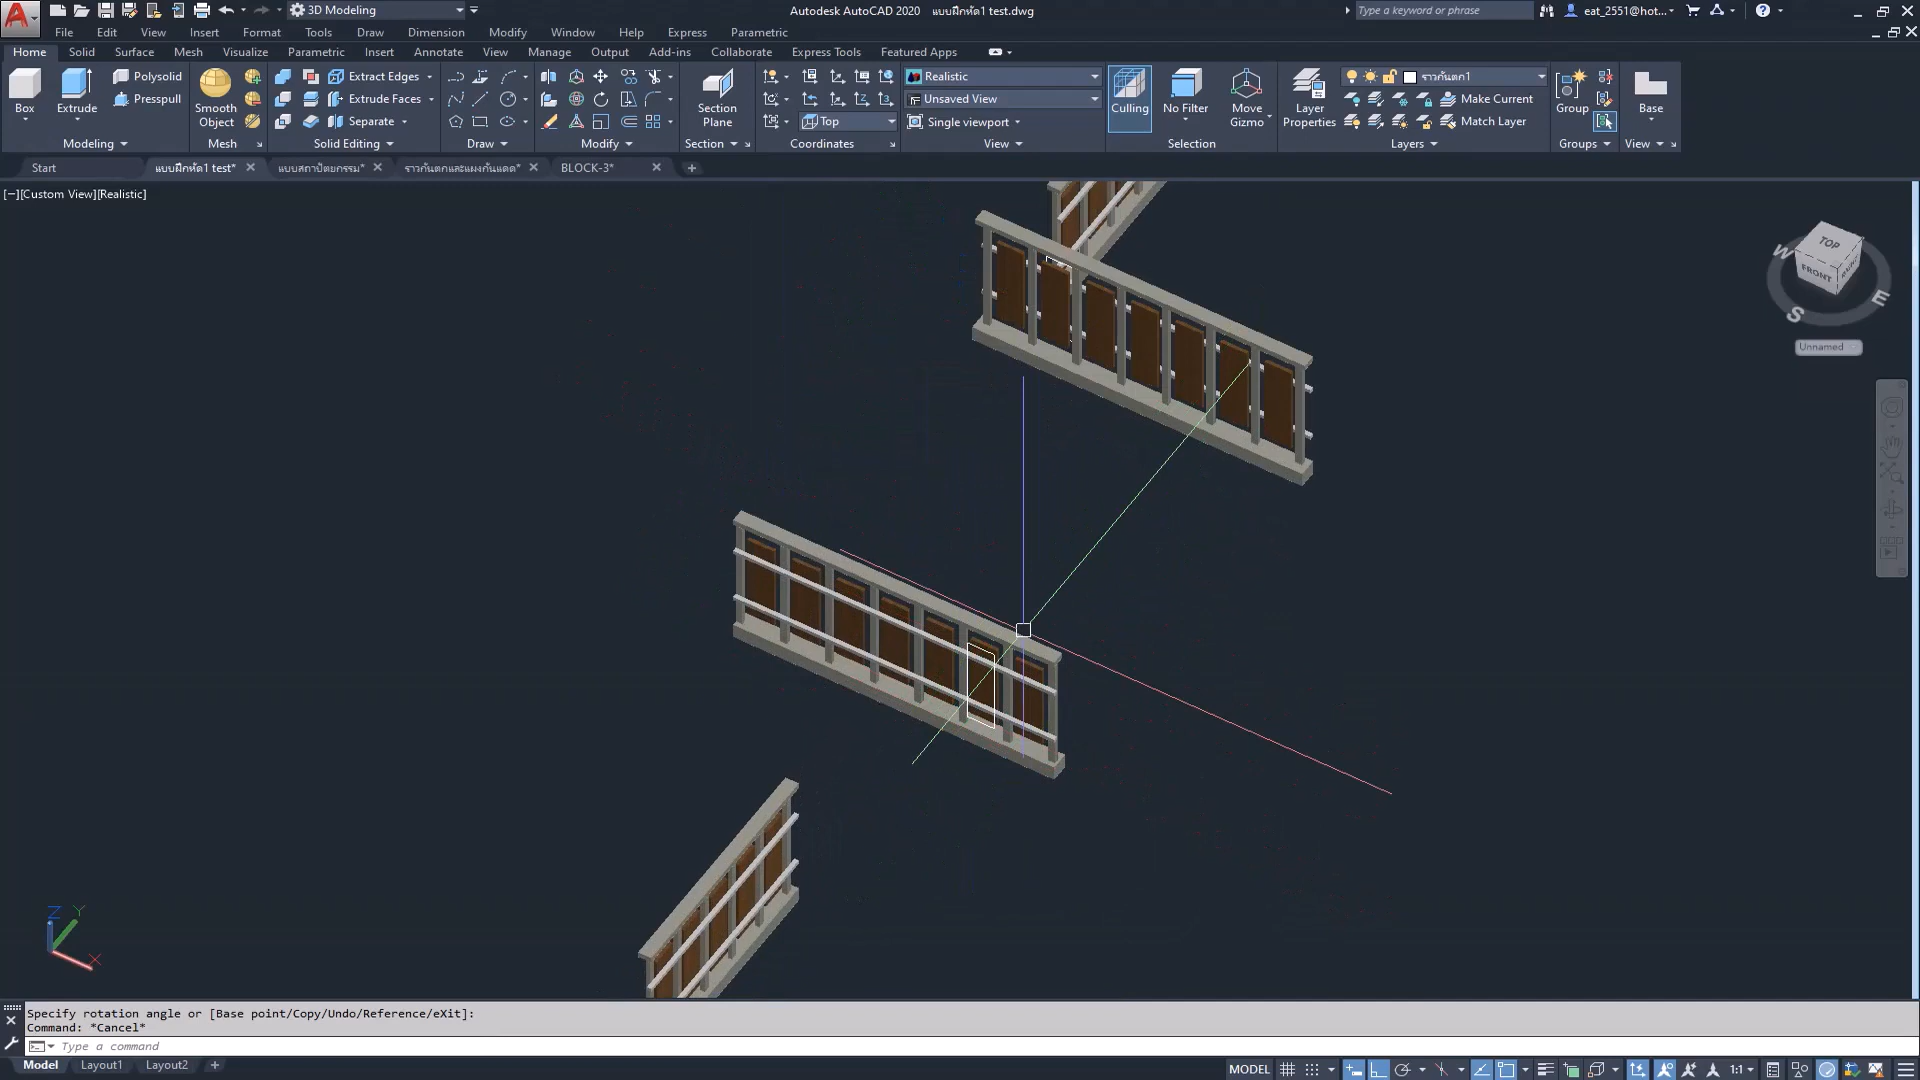 3D Modeling
Autodesk AutoCAD 2020 แบบฝึกหัด1 test.dwg
Type a keyword or phrase
eat_2551@hot...
File Edit View Insert Format Tools Draw Dimension Modify Window Help Express Parametric
Home Solid Surface Mesh Visualize Parametric Insert Annotate View Manage Output Add-ins Collaborate Express Tools Featured Apps
Box
Extrude
Polysolid
Presspull
Smooth Object
Extract Edges
Extrude Faces
Separate
Section Plane
Top
Realistic
Unsaved View
Single viewport
Culling
No Filter
Move Gizmo
Layer Properties
ราวกันตก1
Make Current
Match Layer
Group
Base
Modeling Mesh Solid Editing Draw Modify Section Coordinates View Selection Layers Groups View
Start แบบฝึกหัด1 test* แบบสถาปัตยกรรม* ราวกันตกและแผงกันแดด* BLOCK-3*
[−][Custom View][Realistic]
TOP
FRONT
RIGHT
W
S
E
Unnamed
Z
Y
X
Specify rotation angle or [Base point/Copy/Undo/Reference/eXit]:
Command: *Cancel*
Type a command
Model Layout1 Layout2
MODEL
1:1